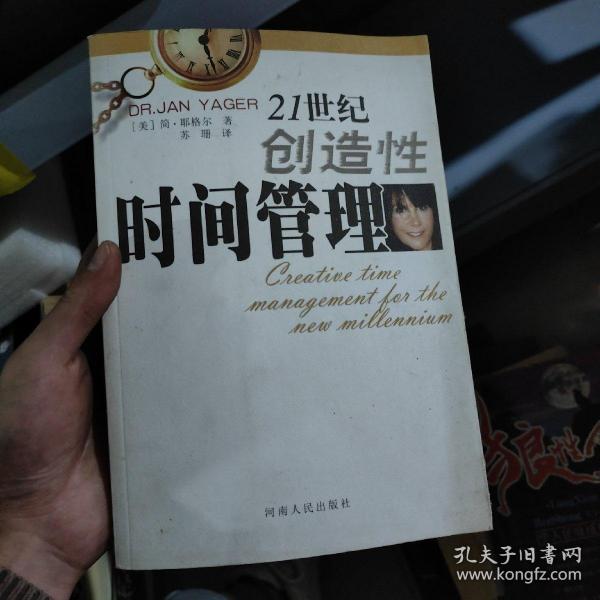 DR.JAN YAGER
[美]简·耶格尔 著
苏珊 译
21世纪
创造性
时间管理
Creative time
management for the
new millennium
河南人民出版社
狼性
孔夫子旧书网
www.kongfz.com